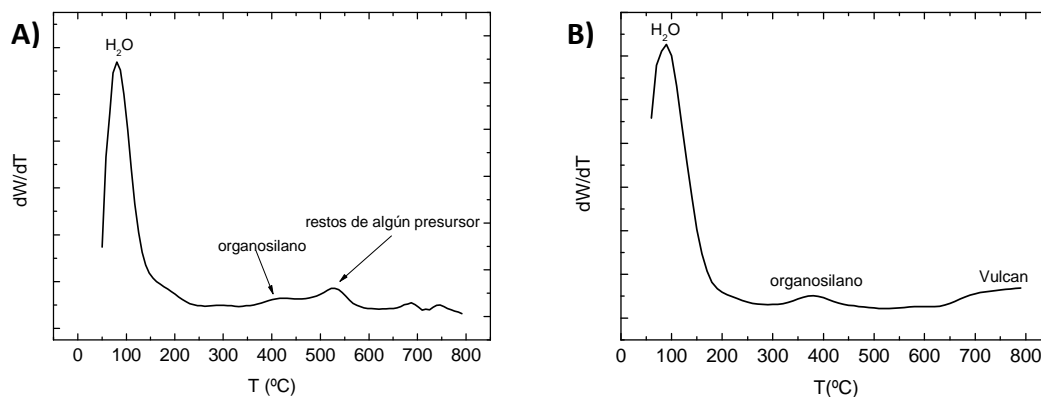 A)
H₂O
dW/dT
organosilano
restos de algún presursor
0 100 200 300 400 500 600 700 800
T (ºC)
B)
H₂O
dW/dT
organosilano
Vulcan
0 100 200 300 400 500 600 700 800
T(ºC)